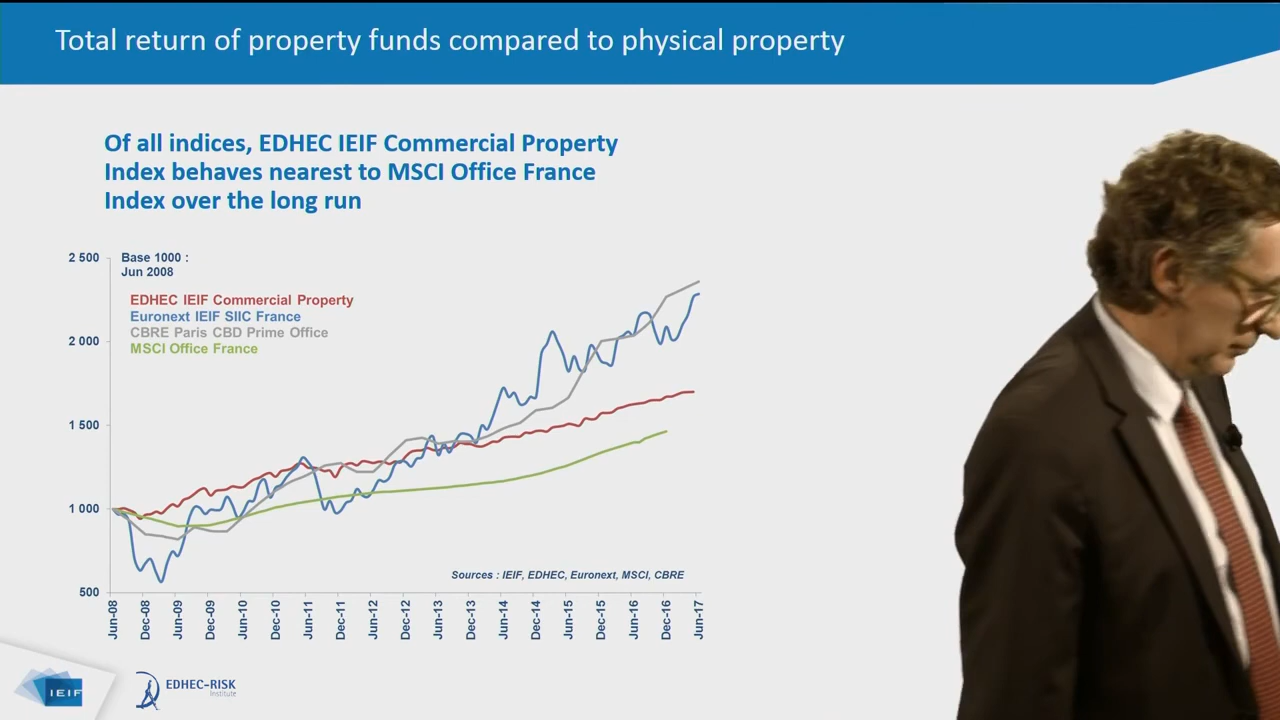 Total return of property funds compared to physical property
Of all indices, EDHEC IEIF Commercial Property
Index behaves nearest to MSCI Office France
Index over the long run
2 500
Base 1000 :
Jun 2008
EDHEC IEIF Commercial Property
Euronext IEIF SIIC France
CBRE Paris CBD Prime Office
MSCI Office France
2 000
1 500
1 000
500
Sources : IEIF, EDHEC, Euronext, MSCI, CBRE
Jun-08
Dec-08
Jun-09
Dec-09
Jun-10
Dec-10
Jun-11
Dec-11
Jun-12
Dec-12
Jun-13
Dec-13
Jun-14
Dec-14
Jun-15
Dec-15
Jun-16
Dec-16
Jun-17
IEIF
EDHEC-RISK
Institute